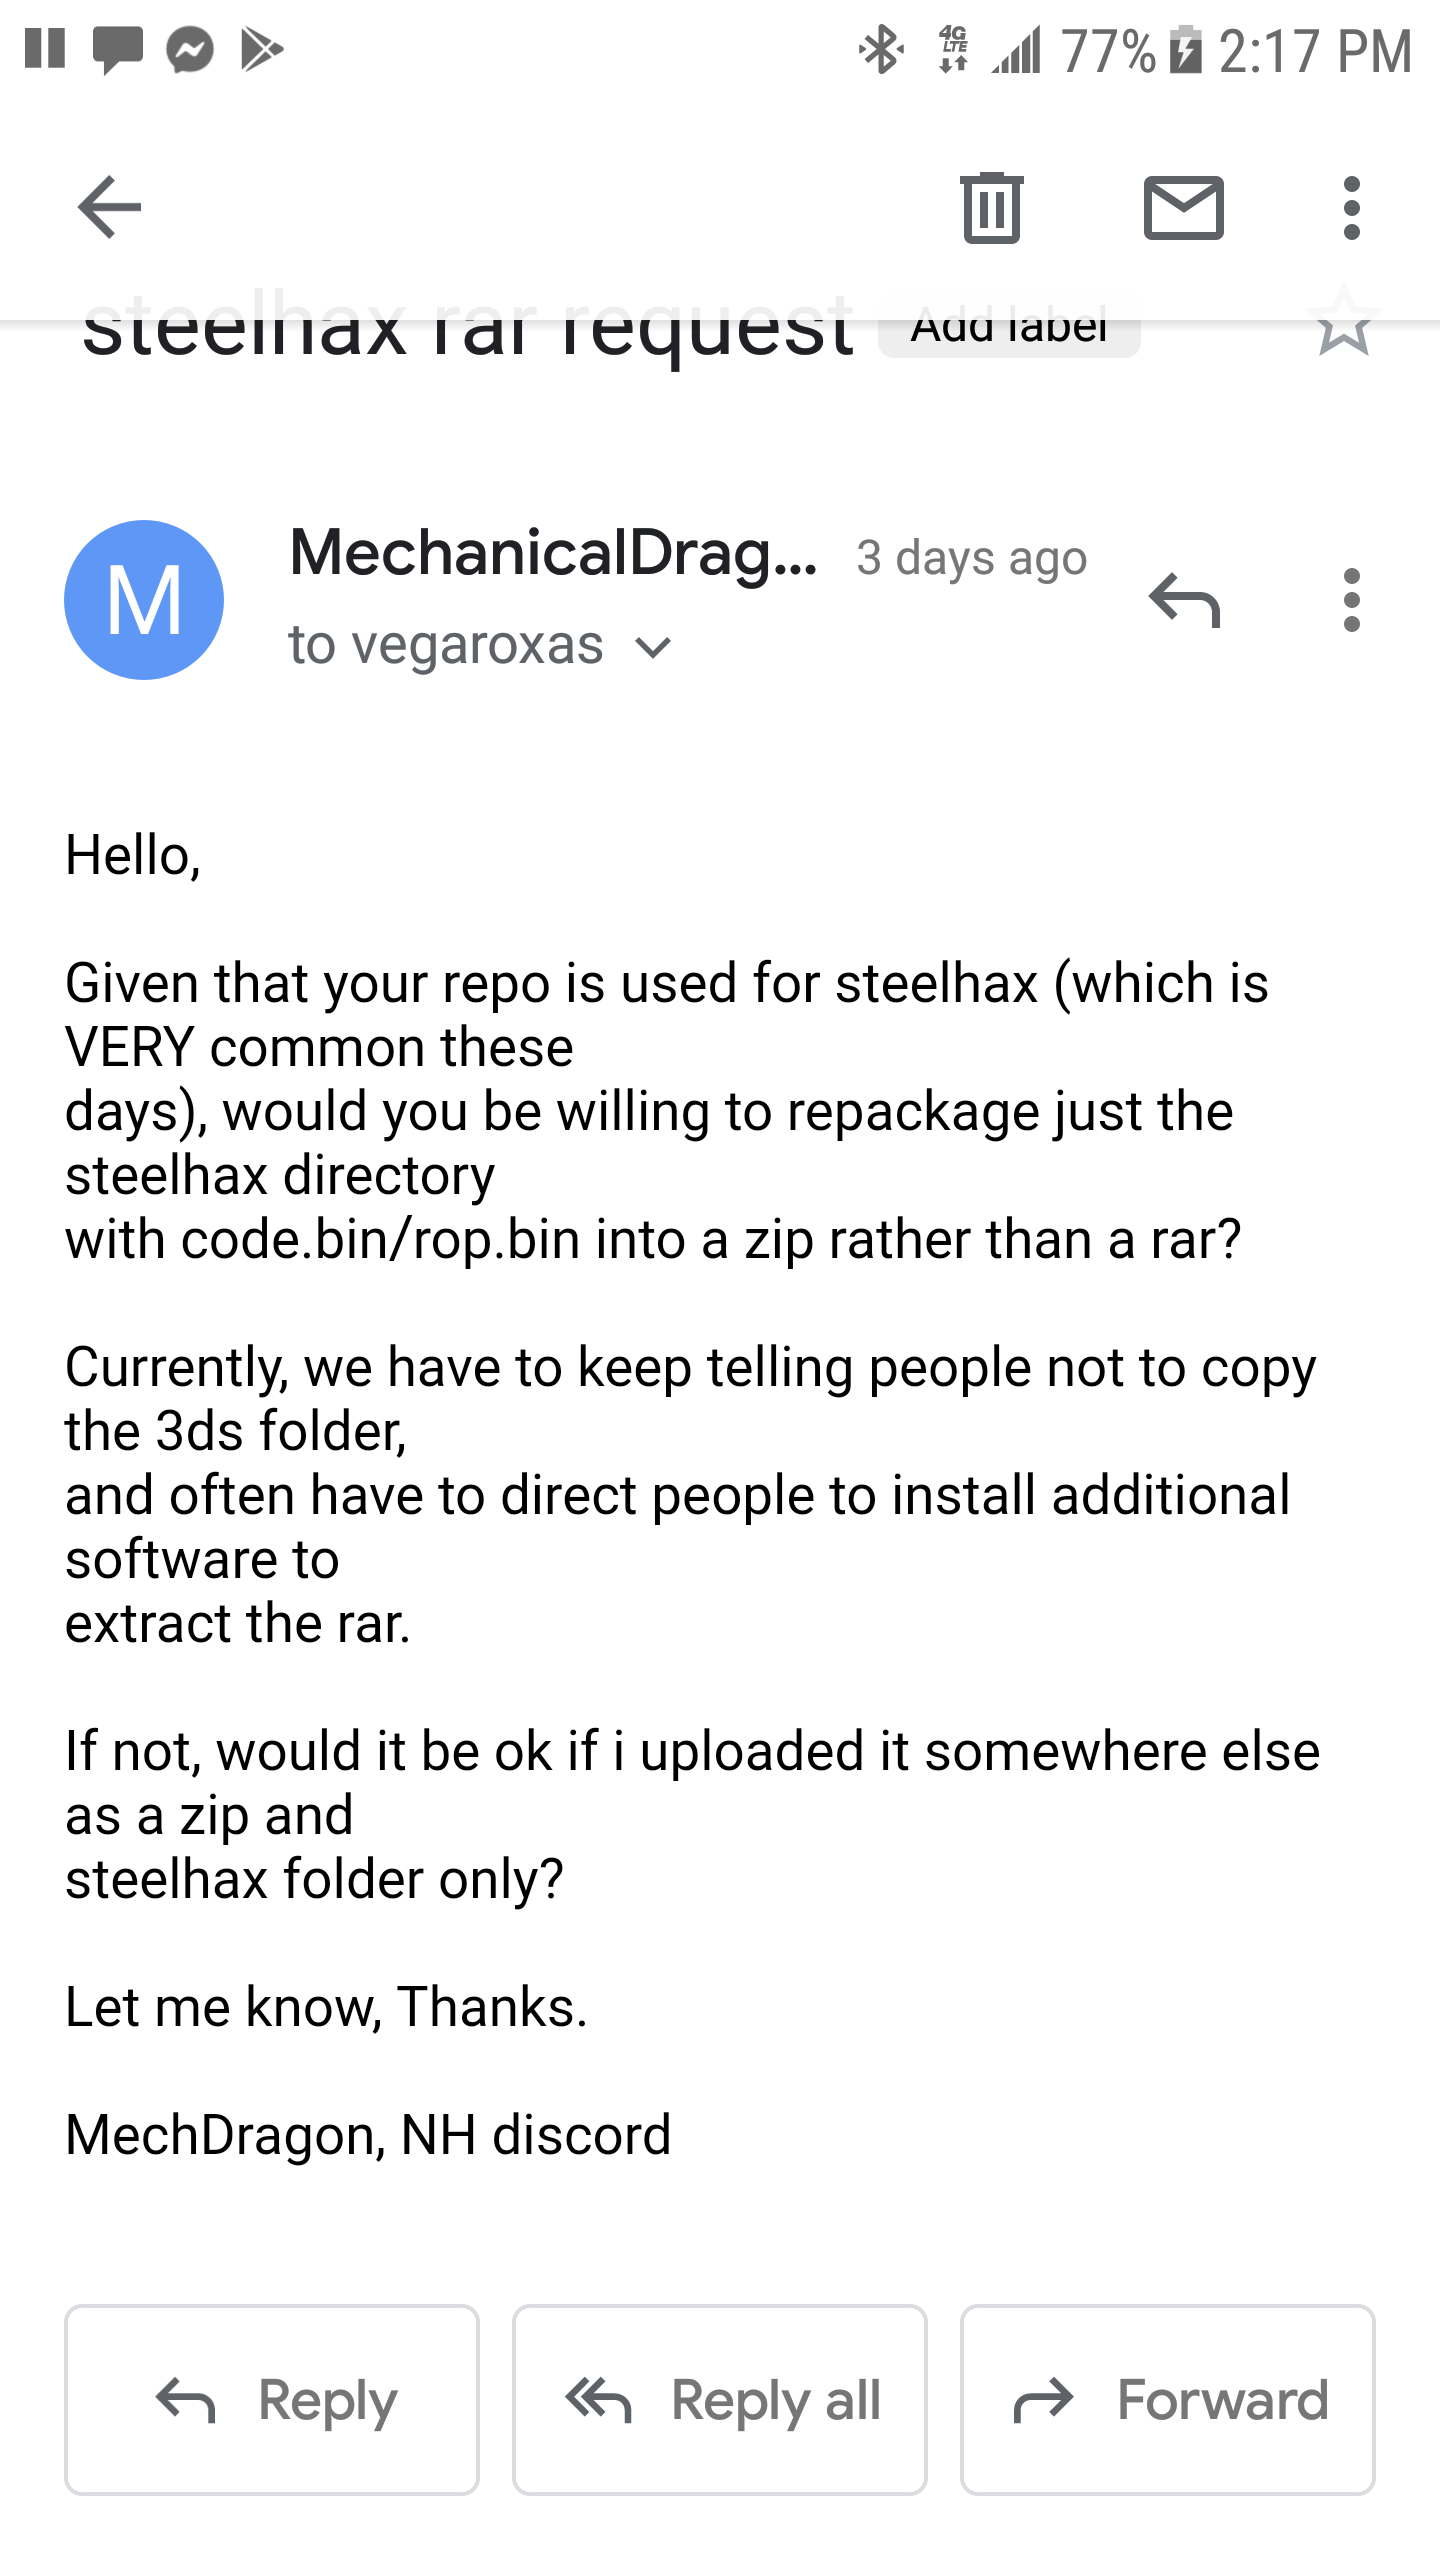 77% 2:17 PM
steelhax rar request Add label
M
MechanicalDrag... 3 days ago
to vegaroxas
Hello,
Given that your repo is used for steelhax (which is
VERY common these
days), would you be willing to repackage just the
steelhax directory
with code.bin/rop.bin into a zip rather than a rar?
Currently, we have to keep telling people not to copy
the 3ds folder,
and often have to direct people to install additional
software to
extract the rar.
If not, would it be ok if i uploaded it somewhere else
as a zip and
steelhax folder only?
Let me know, Thanks.
MechDragon, NH discord
Reply Reply all Forward
4G
LTE